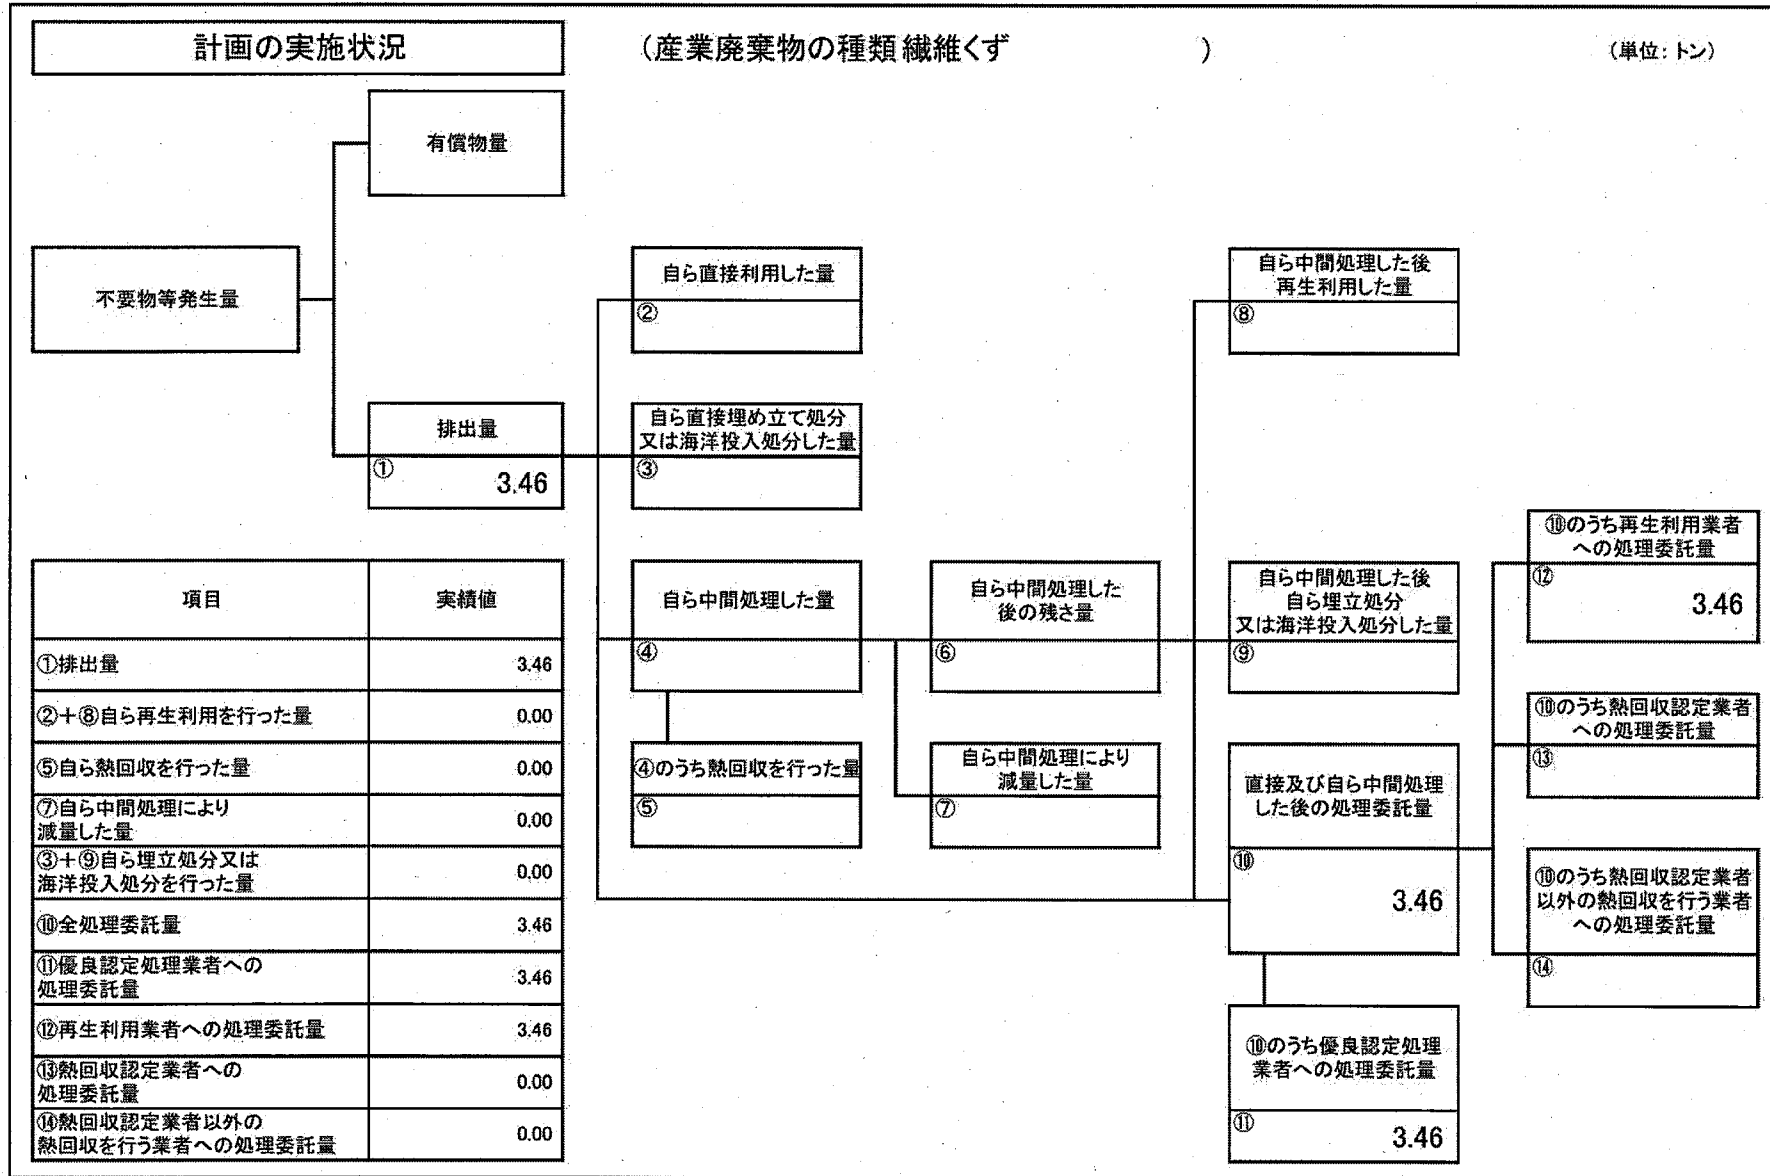 計画の実施状況
（産業廃棄物の種類 繊維くず　　　　）
（単位：トン）
有償物量
不要物等発生量
自ら直接利用した量
②
自ら中間処理した後
再生利用した量
⑧
排出量
①
3.46
自ら直接埋め立て処分
又は海洋投入処分した量
③
⑩のうち再生利用業者
への処理委託量
⑫
3.46
自ら中間処理した量
④
自ら中間処理した
後の残さ量
⑥
自ら中間処理した後
自ら埋立処分
又は海洋投入処分した量
⑨
⑩のうち熱回収認定業者
への処理委託量
⑬
④のうち熱回収を行った量
⑤
自ら中間処理により
減量した量
⑦
直接及び自ら中間処理
した後の処理委託量
⑩
3.46
⑩のうち熱回収認定業者
以外の熱回収を行う業者
への処理委託量
⑭
⑩のうち優良認定処理
業者への処理委託量
⑪
3.46
項目 実績値
①排出量 3.46
②＋⑧自ら再生利用を行った量 0.00
⑤自ら熱回収を行った量 0.00
⑦自ら中間処理により
減量した量 0.00
③＋⑨自ら埋立処分又は
海洋投入処分を行った量 0.00
⑩全処理委託量 3.46
⑪優良認定処理業者への
処理委託量 3.46
⑫再生利用業者への処理委託量 3.46
⑬熱回収認定業者への
処理委託量 0.00
⑭熱回収認定業者以外の
熱回収を行う業者への処理委託量 0.00